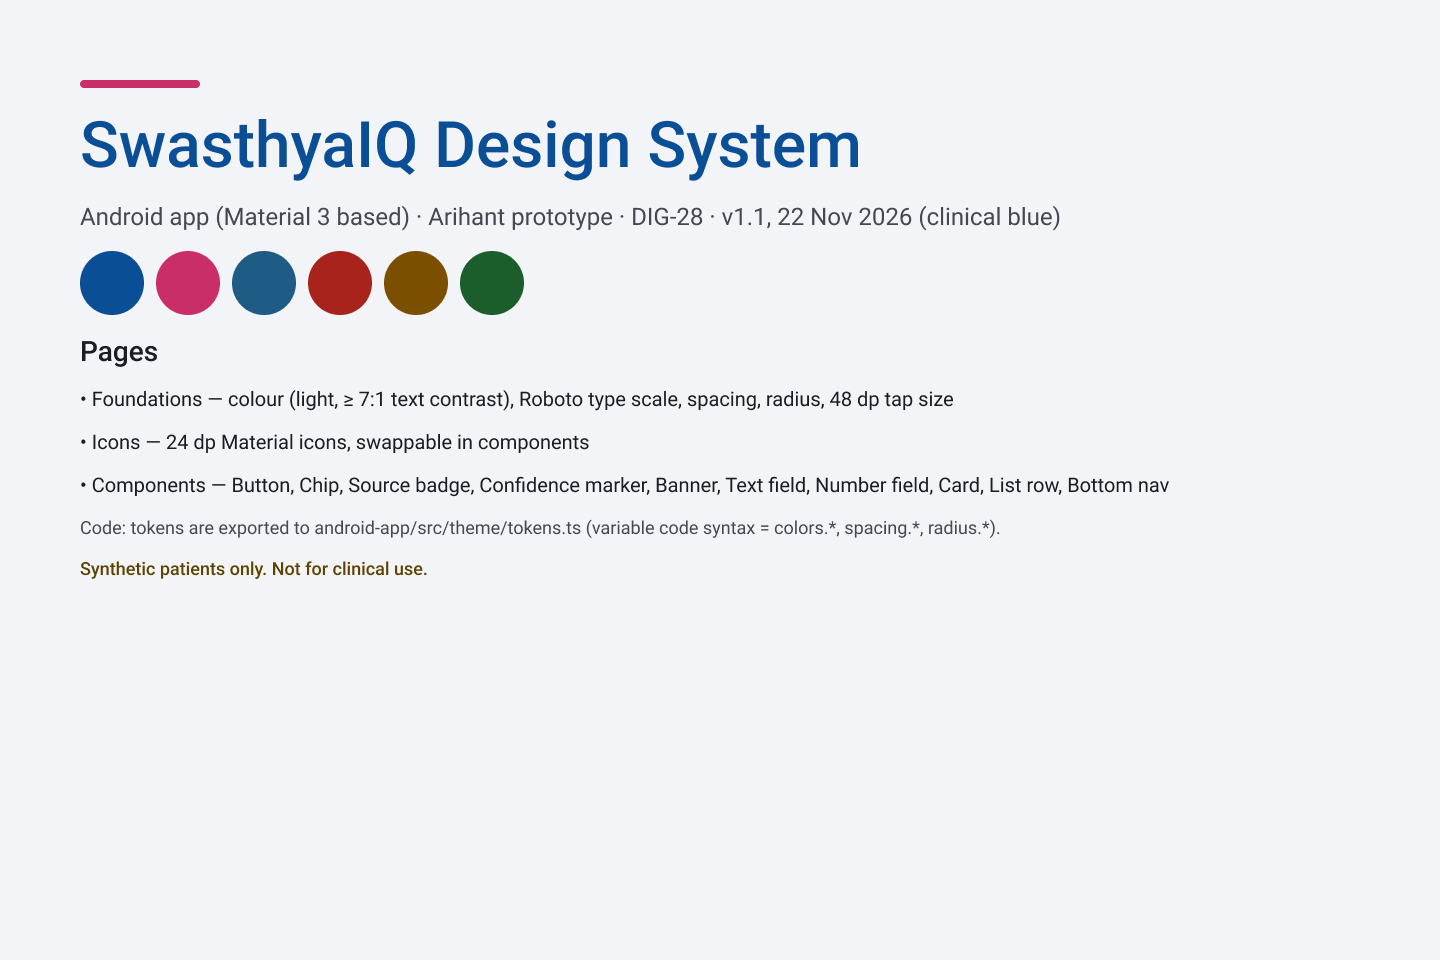 SwasthyaIQ Design System
Android app (Material 3 based) · Arihant prototype · DIG-28 · v1.1, 22 Nov 2026 (clinical blue)
Pages
• Foundations — colour (light, ≥ 7:1 text contrast), Roboto type scale, spacing, radius, 48 dp tap size
• Icons — 24 dp Material icons, swappable in components
• Components — Button, Chip, Source badge, Confidence marker, Banner, Text field, Number field, Card, List row, Bottom nav
Code: tokens are exported to android-app/src/theme/tokens.ts (variable code syntax = colors.*, spacing.*, radius.*).
Synthetic patients only. Not for clinical use.